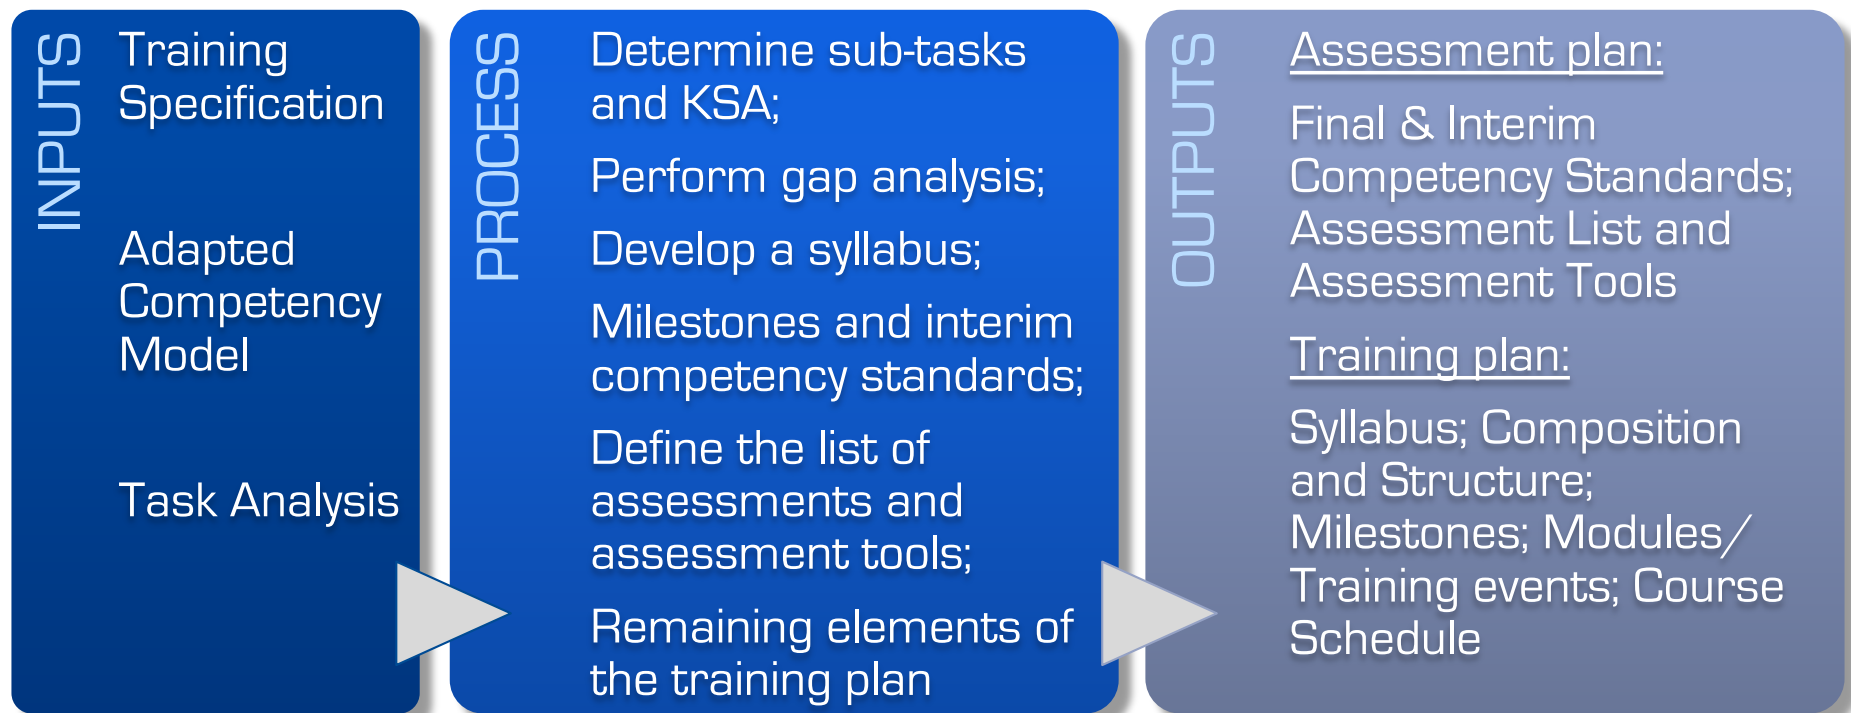 INPUTS
Training
Specification
Adapted
Competency
Model
Task Analysis
PROCESS
Determine sub-tasks
and KSA;
Perform gap analysis;
Develop a syllabus;
Milestones and interim
competency standards;
Define the list of
assessments and
assessment tools;
Remaining elements of
the training plan
OUTPUTS
Assessment plan:
Final & Interim
Competency Standards;
Assessment List and
Assessment Tools
Training plan:
Syllabus; Composition
and Structure;
Milestones; Modules/
Training events; Course
Schedule